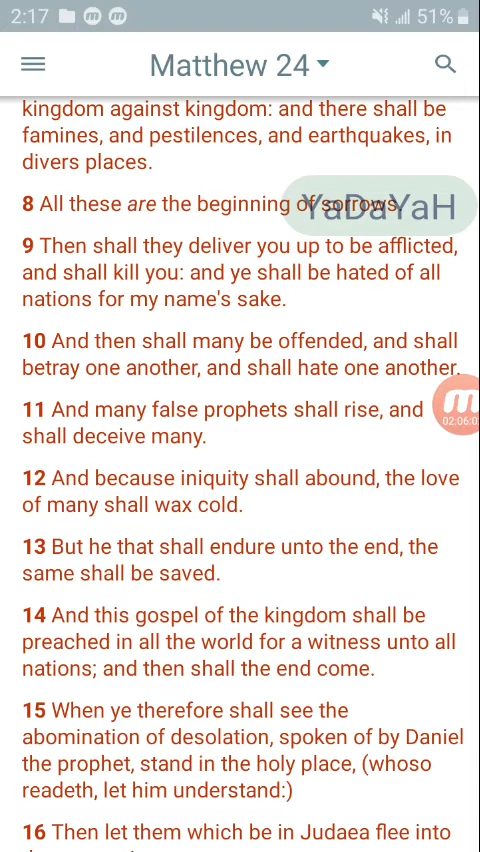 2:17 51%
Matthew 24
kingdom against kingdom: and there shall be
famines, and pestilences, and earthquakes, in
divers places.
8 All these are the beginning of sorrows.
YaDaYaH
9 Then shall they deliver you up to be afflicted,
and shall kill you: and ye shall be hated of all
nations for my name's sake.
10 And then shall many be offended, and shall
betray one another, and shall hate one another.
11 And many false prophets shall rise, and
shall deceive many.
02:06:0
12 And because iniquity shall abound, the love
of many shall wax cold.
13 But he that shall endure unto the end, the
same shall be saved.
14 And this gospel of the kingdom shall be
preached in all the world for a witness unto all
nations; and then shall the end come.
15 When ye therefore shall see the
abomination of desolation, spoken of by Daniel
the prophet, stand in the holy place, (whoso
readeth, let him understand:)
16 Then let them which be in Judaea flee into